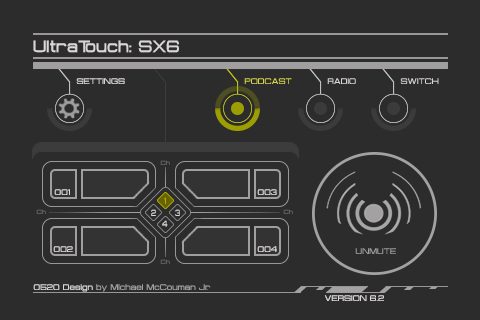 UltraTouch: SX6
SETTINGS
PODCAST
RADIO
SWITCH
Ch
001
003
1
Ch
2
3
Ch
4
002
004
Ch
UNMUTE
0620 Design by Michael McCouman Jr
VERSION 6.2